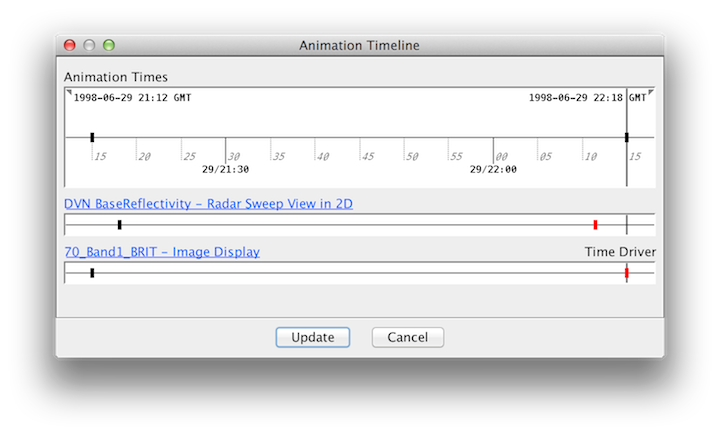 Animation Timeline
Animation Times
1998-06-29 21:12 GMT 1998-06-29 22:18 GMT
15 20 25 30 35 40 45 50 55 00 05 10 15
29/21:30 29/22:00
DVN BaseReflectivity - Radar Sweep View in 2D
70_Band1_BRIT - Image Display Time Driver
Update Cancel